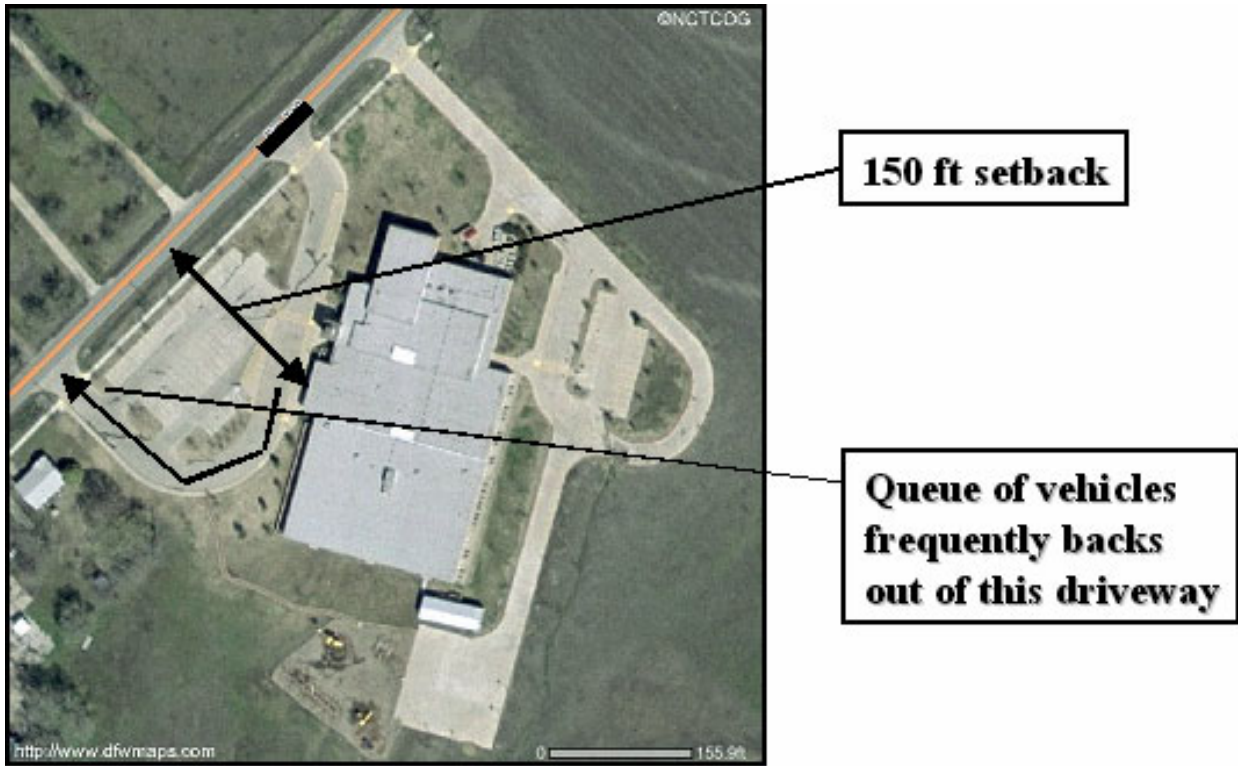 ©NCTCOG
150 ft setback
Queue of vehicles
frequently backs
out of this driveway
http://www.dfwmaps.com
0 155.9ft